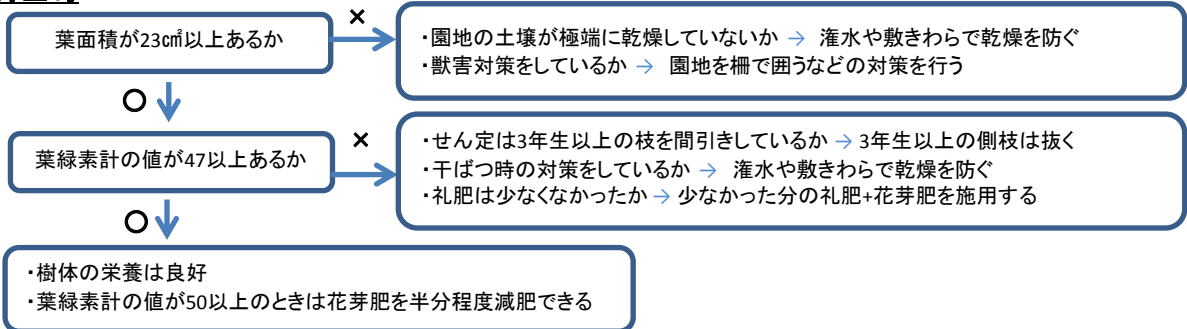 葉面積が23㎠以上あるか
×
・園地の土壌が極端に乾燥していないか → 潅水や敷きわらで乾燥を防ぐ
・獣害対策をしているか → 園地を柵で囲うなどの対策を行う
○
葉緑素計の値が47以上あるか
×
・せん定は3年生以上の枝を間引きしているか → 3年生以上の側枝は抜く
・干ばつ時の対策をしているか → 潅水や敷きわらで乾燥を防ぐ
・礼肥は少なくなかったか → 少なかった分の礼肥+花芽肥を施用する
○
・樹体の栄養は良好
・葉緑素計の値が50以上のときは花芽肥を半分程度減肥できる